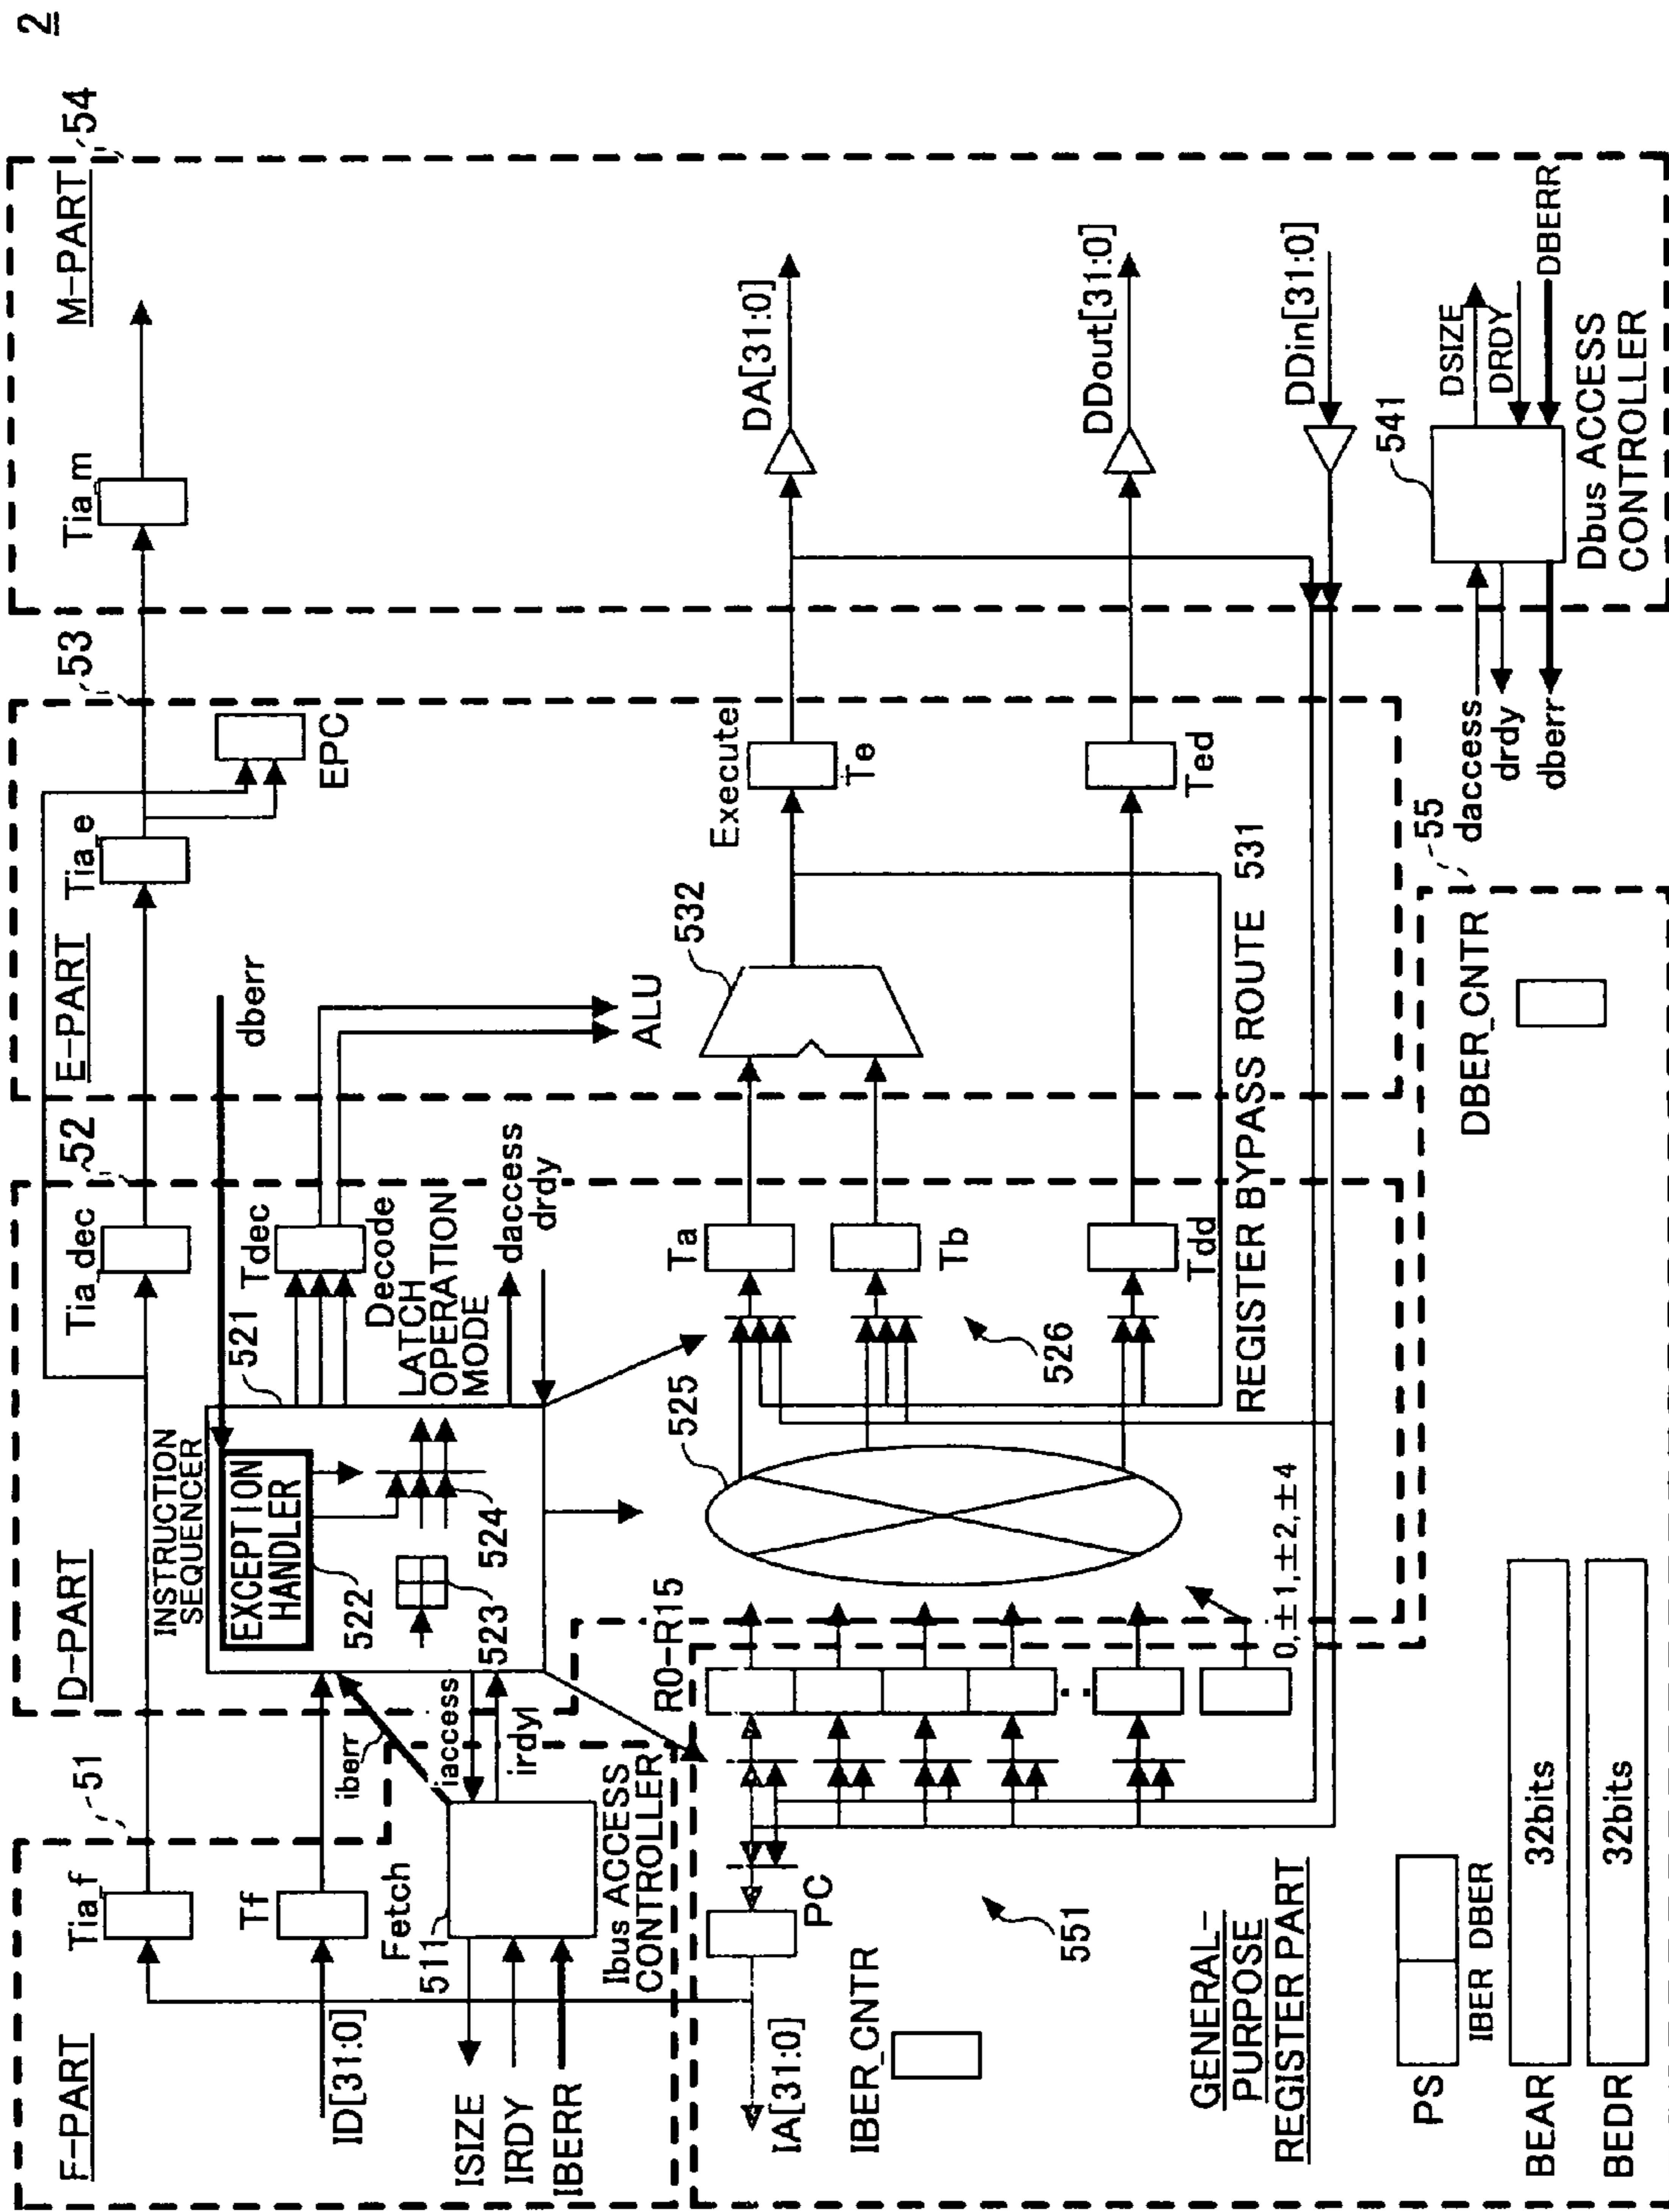 2
F-PART
51
D-PART
52
E-PART
53
M-PART
54
Tia_f
Tia_dec
Tia_e
Tia_m
EPC
ID[31:0]
Tf
Fetch
511
ISIZE
IRDY
IBERR
Ibus ACCESS
CONTROLLER
iberr
iaccess
irdy
INSTRUCTION
SEQUENCER
521
EXCEPTION
HANDLER
522
523
524
dberr
Tdec
Decode
LATCH
OPERATION
MODE
daccess
drdy
ALU
532
Execute
Te
DA[31:0]
IA[31:0]
PC
R0-R15
525
Ta
Tb
526
Tdd
Ted
DDout[31:0]
DDin[31:0]
0,±1,±2,±4
REGISTER BYPASS ROUTE 531
541
DSIZE
DRDY
DBERR
daccess
drdy
dberr
Dbus ACCESS
CONTROLLER
IBER_CNTR
551
GENERAL-
PURPOSE
REGISTER PART
55
DBER_CNTR
PS
IBER DBER
BEAR
32bits
BEDR
32bits